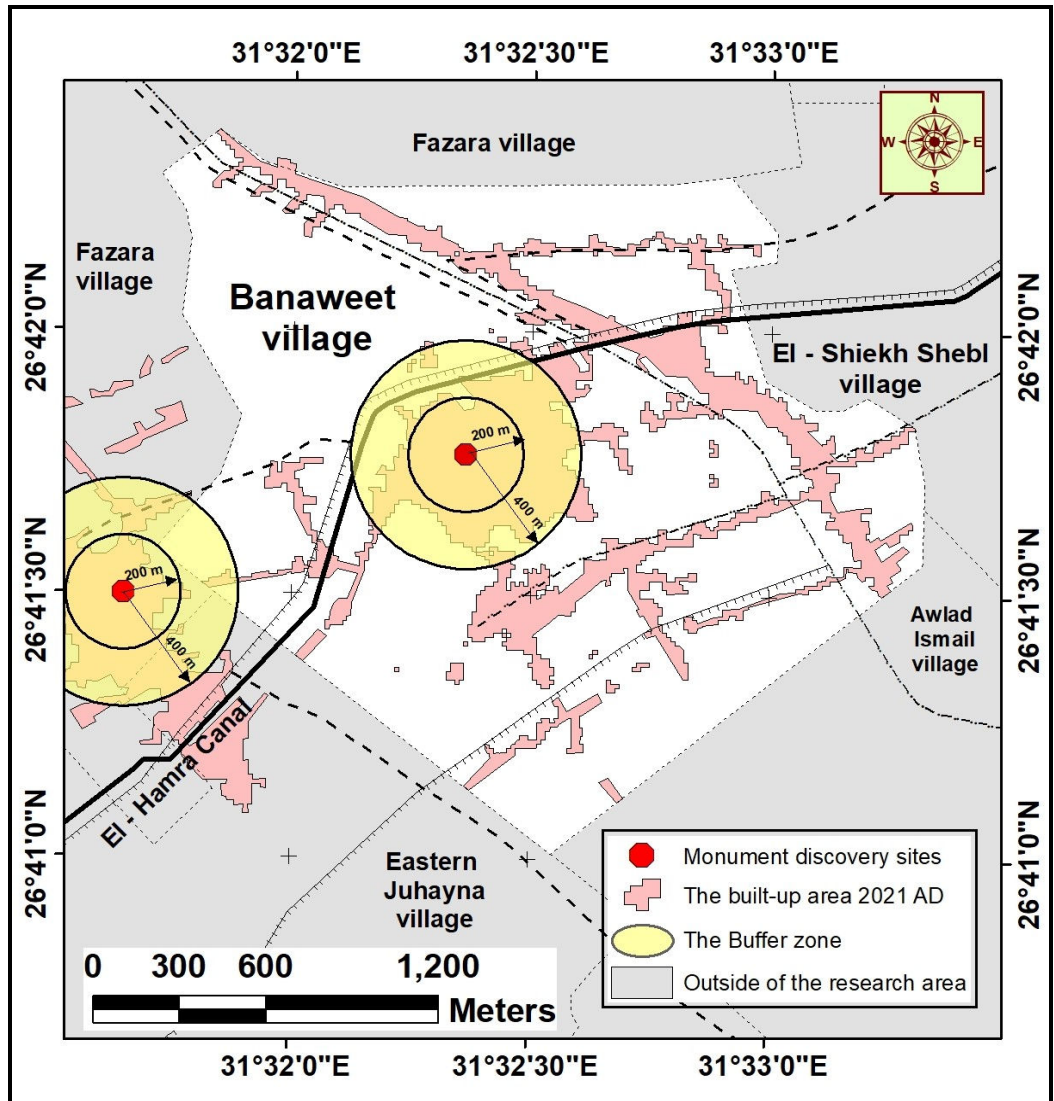 31°32'0"E
31°32'30"E
31°33'0"E
N
W
E
S
Fazara village
Fazara
village
Banaweet
village
26°42'0"N
26°42'0"N
El - Shiekh Shebl
village
200 m
400 m
200 m
400 m
26°41'30"N
26°41'30"N
Awlad
Ismail
village
El - Hamra Canal
26°41'0"N
26°41'0"N
Eastern
Juhayna
village
Monument discovery sites
The built-up area 2021 AD
The Buffer zone
Outside of the research area
0 300 600 1,200
Meters
31°32'0"E
31°32'30"E
31°33'0"E